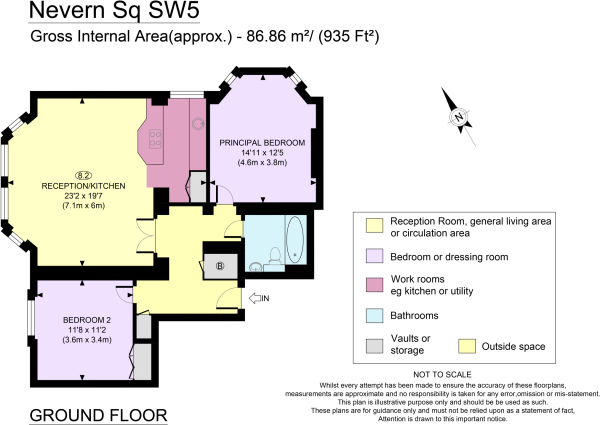 Nevern Sq SW5
Gross Internal Area(approx.) - 86.86 m²/ (935 Ft²)
PRINCIPAL BEDROOM
14'11 x 12'5
(4.6m x 3.8m)
8.2
RECEPTION/KITCHEN
23'2 x 19'7
(7.1m x 6m)
N
B
IN
BEDROOM 2
11'8 x 11'2
(3.6m x 3.4m)
Reception Room, general living area
or circulation area
Bedroom or dressing room
Work rooms
eg kitchen or utility
Bathrooms
Vaults or
storage
Outside space
NOT TO SCALE
Whilst every attempt has been made to ensure the accuracy of these floorplans,
measurements are approximate and no responsibility is taken for any error,omission or mis-statement.
This plan is illustrative purpose only and should be be used as such.
These plans are for guidance only and must not be relied upon as a statement of fact,
Attention is drawn to this important notice.
GROUND FLOOR